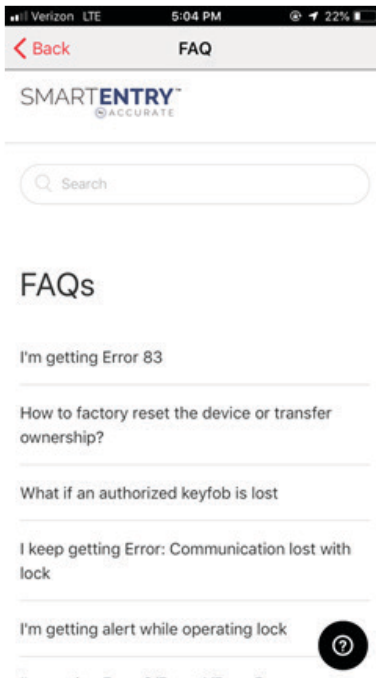 Verizon LTE 5:04 PM 22%
Back FAQ
SMARTENTRY™
ACCURATE
Search
FAQs
I'm getting Error 83
How to factory reset the device or transfer
ownership?
What if an authorized keyfob is lost
I keep getting Error: Communication lost with
lock
I'm getting alert while operating lock
?